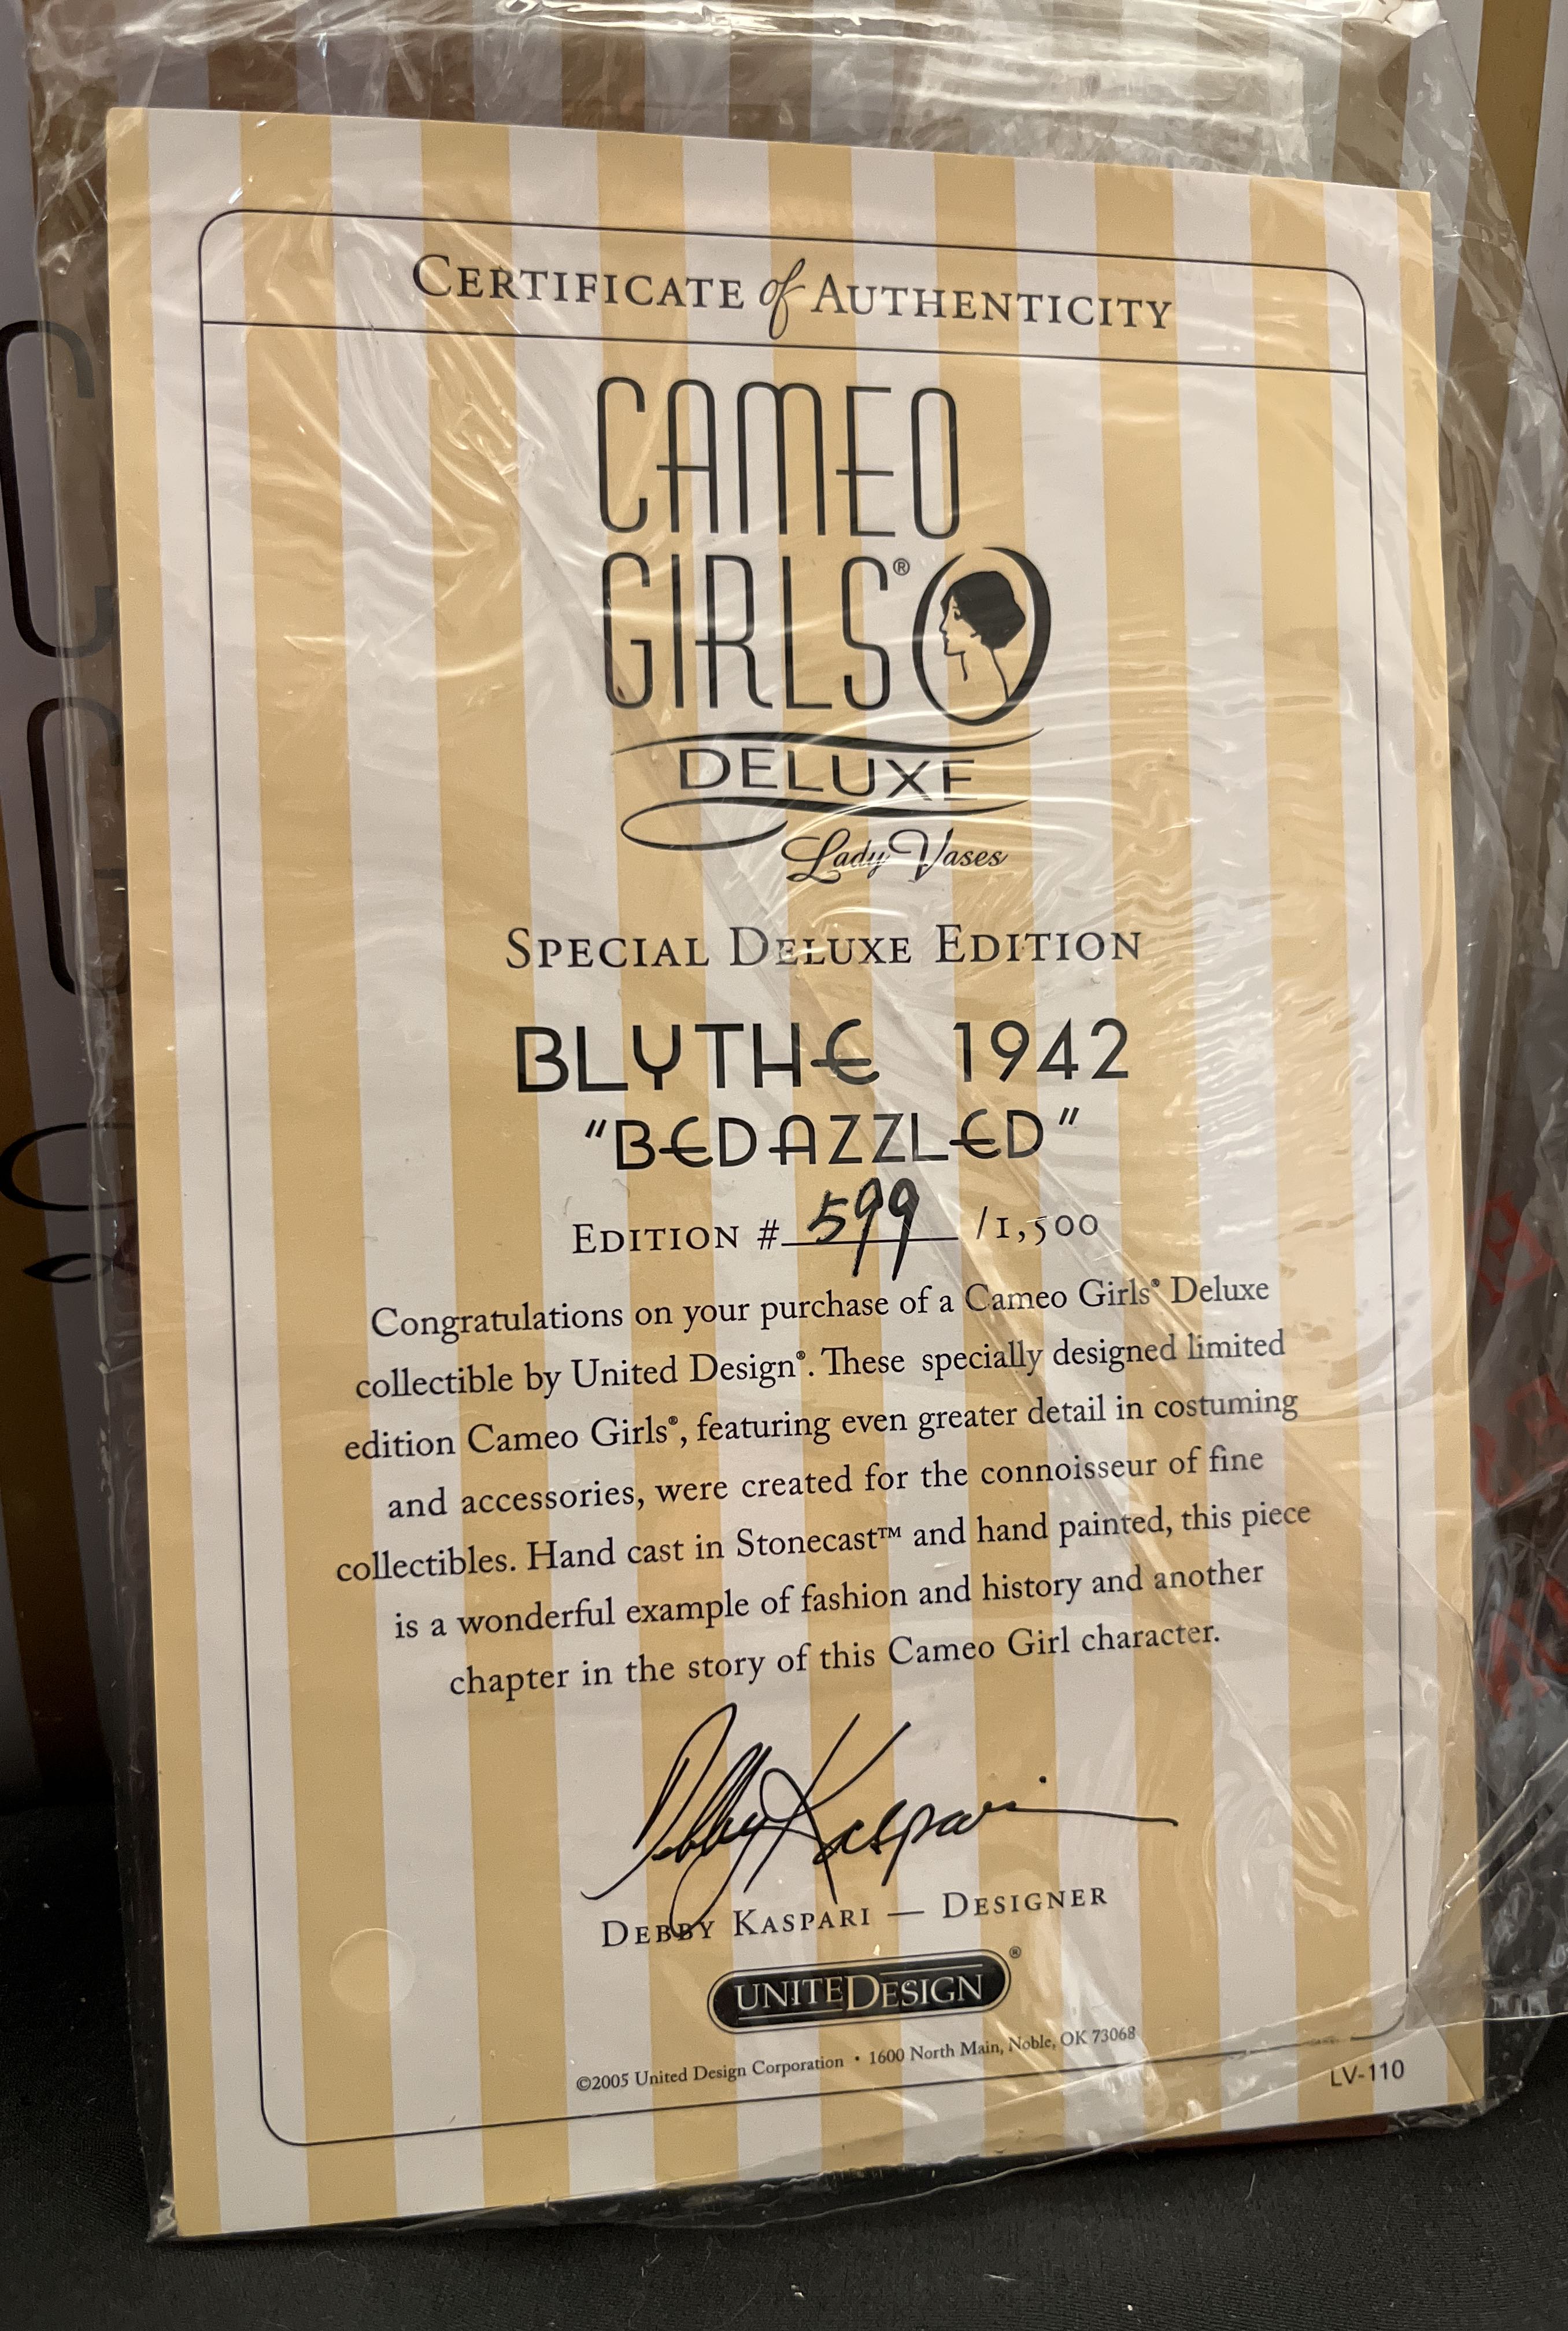 CERTIFICATE of AUTHENTICITY
CAMEO
GIRLS®
DELUXE
Lady Vases
SPECIAL DELUXE EDITION
BLYTHE 1942
"BEDAZZLED"
EDITION # 599 /1,500
Congratulations on your purchase of a Cameo Girls® Deluxe
collectible by United Design®. These specially designed limited
edition Cameo Girls®, featuring even greater detail in costuming
and accessories, were created for the connoisseur of fine
collectibles. Hand cast in Stonecast™ and hand painted, this piece
is a wonderful example of fashion and history and another
chapter in the story of this Cameo Girl character.
Debby Kaspari
DEBBY KASPARI — DESIGNER
UNITEDESIGN®
©2005 United Design Corporation • 1600 North Main, Noble, OK 73068
LV-110